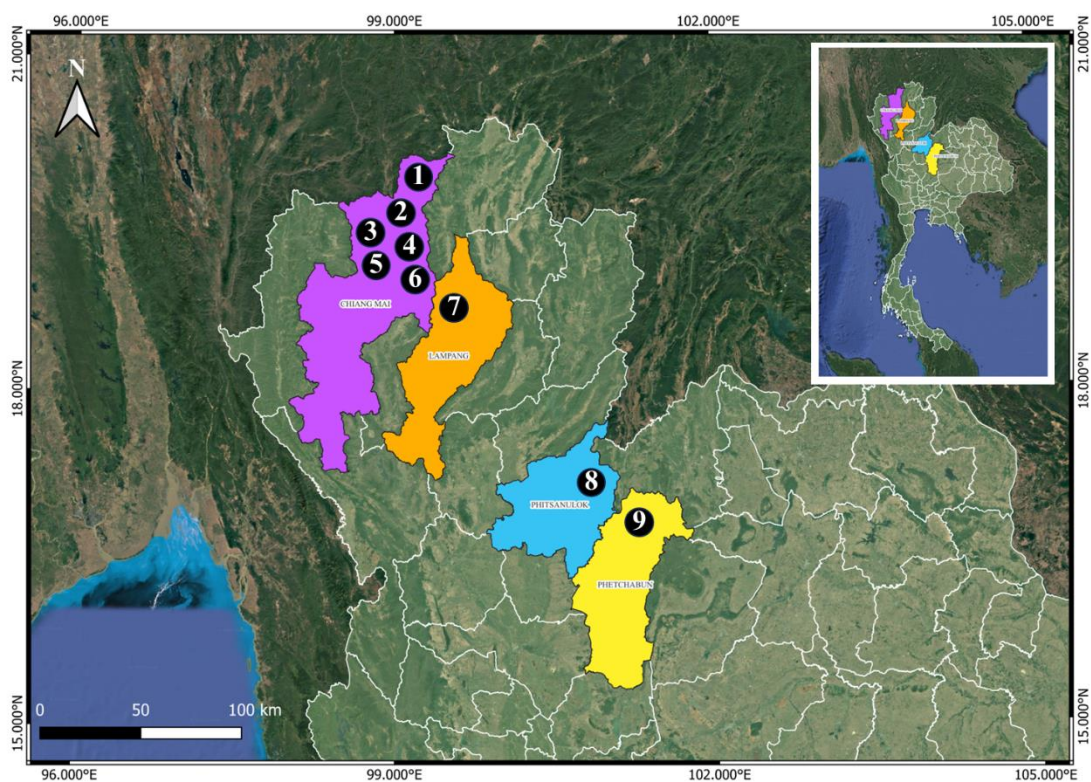 96.000°E 99.000°E 102.000°E 105.000°E
21.000°N
21.000°N
N
1
2
3
4
5
6
CHIANG MAI
7
LAMPANG
18.000°N
18.000°N
8
PHITSANULOK
9
PHETCHABUN
0 50 100 km
15.000°N
15.000°N
96.000°E 99.000°E 102.000°E 105.000°E